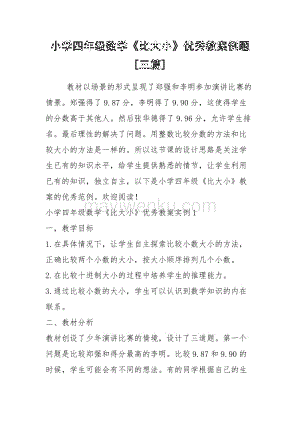 小学四年级数学《比大小》优秀教案例题
[三篇]
教材以场景的形式呈现了郑强和李明参加演讲比赛的
情境。郑强得了 9.87 分，李明得了 9.90 分，这使得学生
的分数高于其他人。然后张华得了 9.96 分，允许学生排
名。最后理性的解决了问题。用整数比较分数的方法和比
较大小的方法是一样的。所以这节课的设计思路是关注学
生已有的知识水平，给学生提供熟悉的情节，让学生利用
已有的知识，独立自主，以下是小学四年级《比大小》教
案的优秀范例。欢迎阅读！
小学四年级数学《比大小》优秀教案实例 1
一，教学目标
1.在具体情况下，让学生自主探索比较小数大小的方法，
正确比较两个小数的大小，按大小顺序排列几个小数。
2.在比较十进制大小的过程中培养学生的推理能力。
3.通过比较小数的大小，学生可以认识到数学知识的内在
联系。
二、教材分析
教材创设了少年演讲比赛的情境，设计了三道题。第一个
问题是比较郑强和得分最高的李明。比较 9.87 和 9.90 的
时候，学生可能会有不同的想法。有的同学根据自己的生